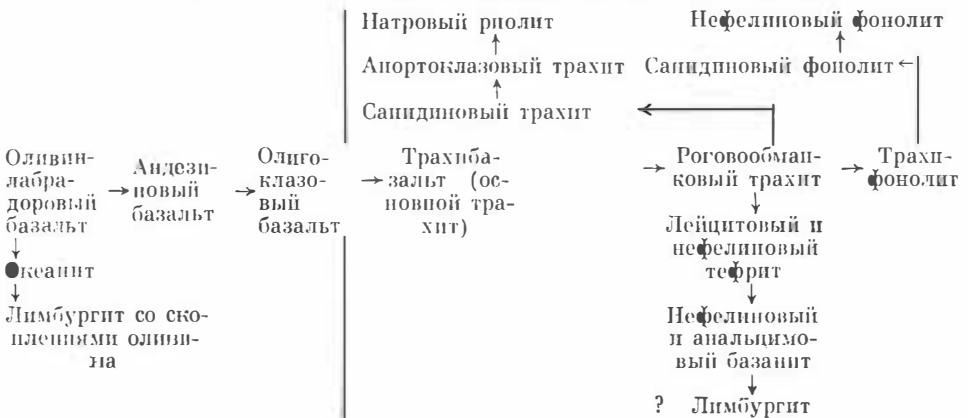 Натровый риолит
Нефелиновый фонолит
Анортоклазовый трахит
Санидиновый фонолит ←
Санидиновый трахит
Оливин-
лабра-
доровый
базальт
→ Андези-
новый
базальт
→ Олиго-
клазо-
вый
базальт
→ Трахиба-
зальт (ос-
новной тра-
хит)
→ Роговообман-
ковый трахит
→ Трахи-
фонолит
↓
Океанит
↓
Лимбургит со ско-
плениями оливи-
на
↓
Лейцитовый и
нефелиновый
тефрит
↓
Нефелиновый
и анальцимо-
вый базанит
↓
? Лимбургит